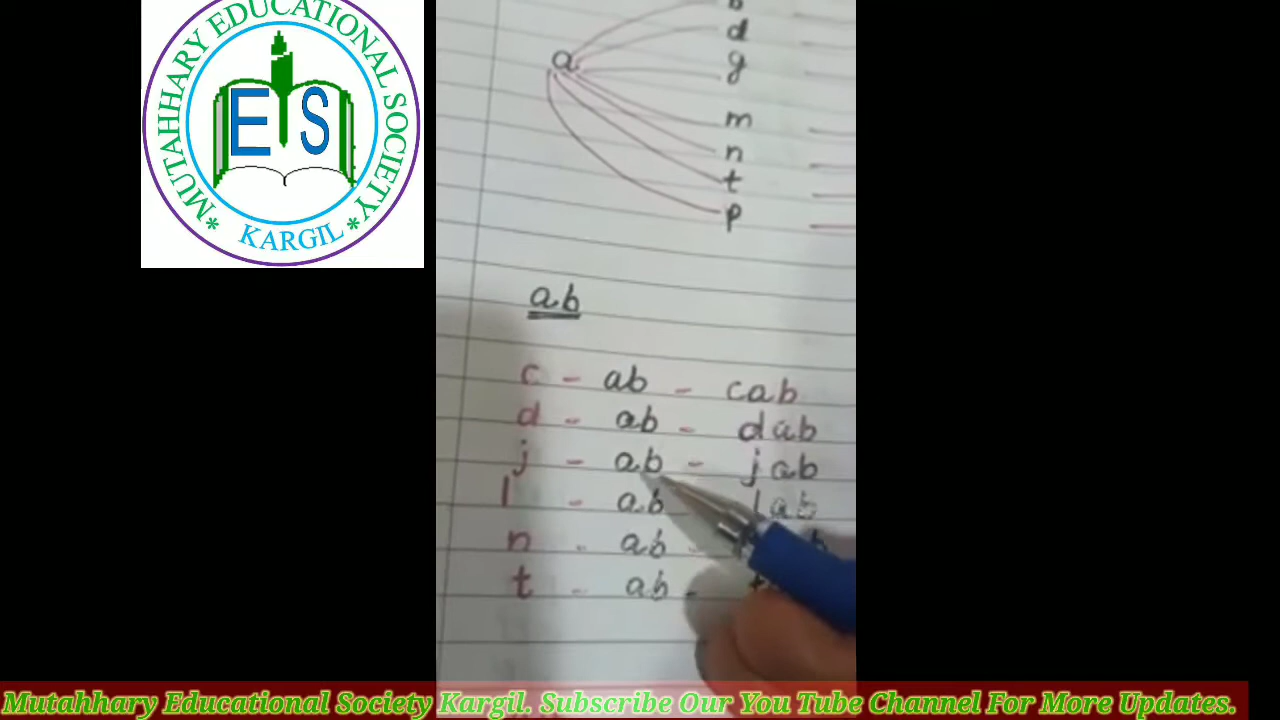 MUTAHHARY EDUCATIONAL SOCIETY
* KARGIL *
E S
a
d
g
m
n
t
p
ab
c - ab - cab
d - ab - dab
j - ab - jab
l - ab lab
n - ab - b
t - ab -
Mutahhary Educational Society Kargil. Subscribe Our You Tube Channel For More Updates.